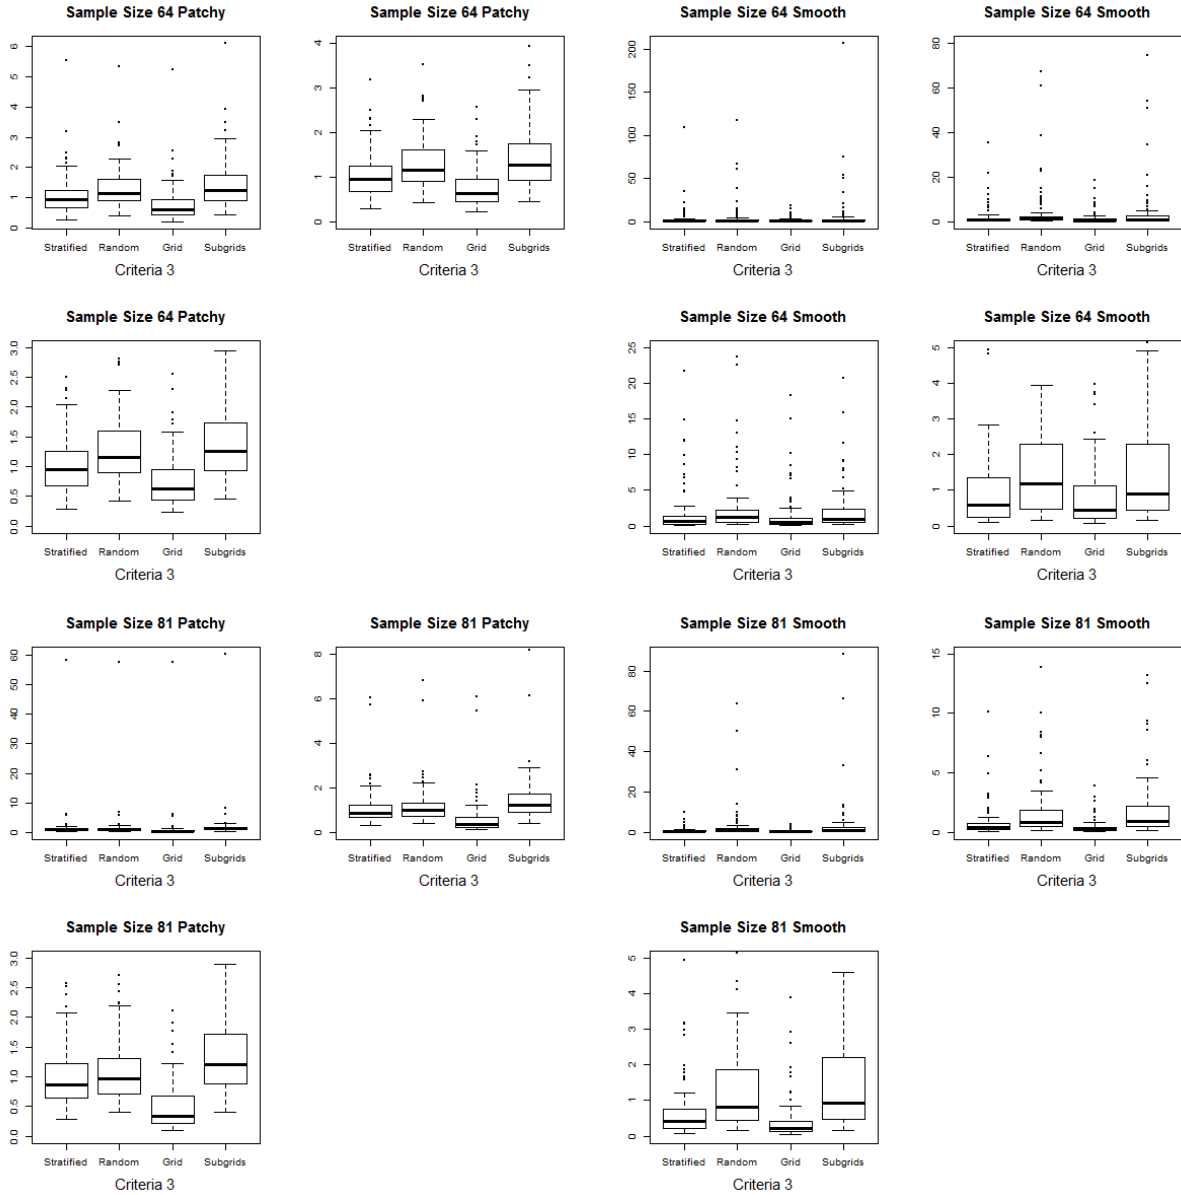 Sample Size 64 Patchy
0 1 2 3 4 5 6
Stratified Random Grid Subgrids
Criteria 3
Sample Size 64 Patchy
0 1 2 3 4
Stratified Random Grid Subgrids
Criteria 3
Sample Size 64 Smooth
0 50 100 150 200
Stratified Random Grid Subgrids
Criteria 3
Sample Size 64 Smooth
0 20 40 60 80
Stratified Random Grid Subgrids
Criteria 3
Sample Size 64 Patchy
0.0 0.5 1.0 1.5 2.0 2.5 3.0
Stratified Random Grid Subgrids
Criteria 3
Sample Size 64 Smooth
0 5 10 15 20 25
Stratified Random Grid Subgrids
Criteria 3
Sample Size 64 Smooth
0 1 2 3 4 5
Stratified Random Grid Subgrids
Criteria 3
Sample Size 81 Patchy
0 10 20 30 40 50 60
Stratified Random Grid Subgrids
Criteria 3
Sample Size 81 Patchy
0 2 4 6 8
Stratified Random Grid Subgrids
Criteria 3
Sample Size 81 Smooth
0 20 40 60 80
Stratified Random Grid Subgrids
Criteria 3
Sample Size 81 Smooth
0 5 10 15
Stratified Random Grid Subgrids
Criteria 3
Sample Size 81 Patchy
0.0 0.5 1.0 1.5 2.0 2.5 3.0
Stratified Random Grid Subgrids
Criteria 3
Sample Size 81 Smooth
0 1 2 3 4 5
Stratified Random Grid Subgrids
Criteria 3